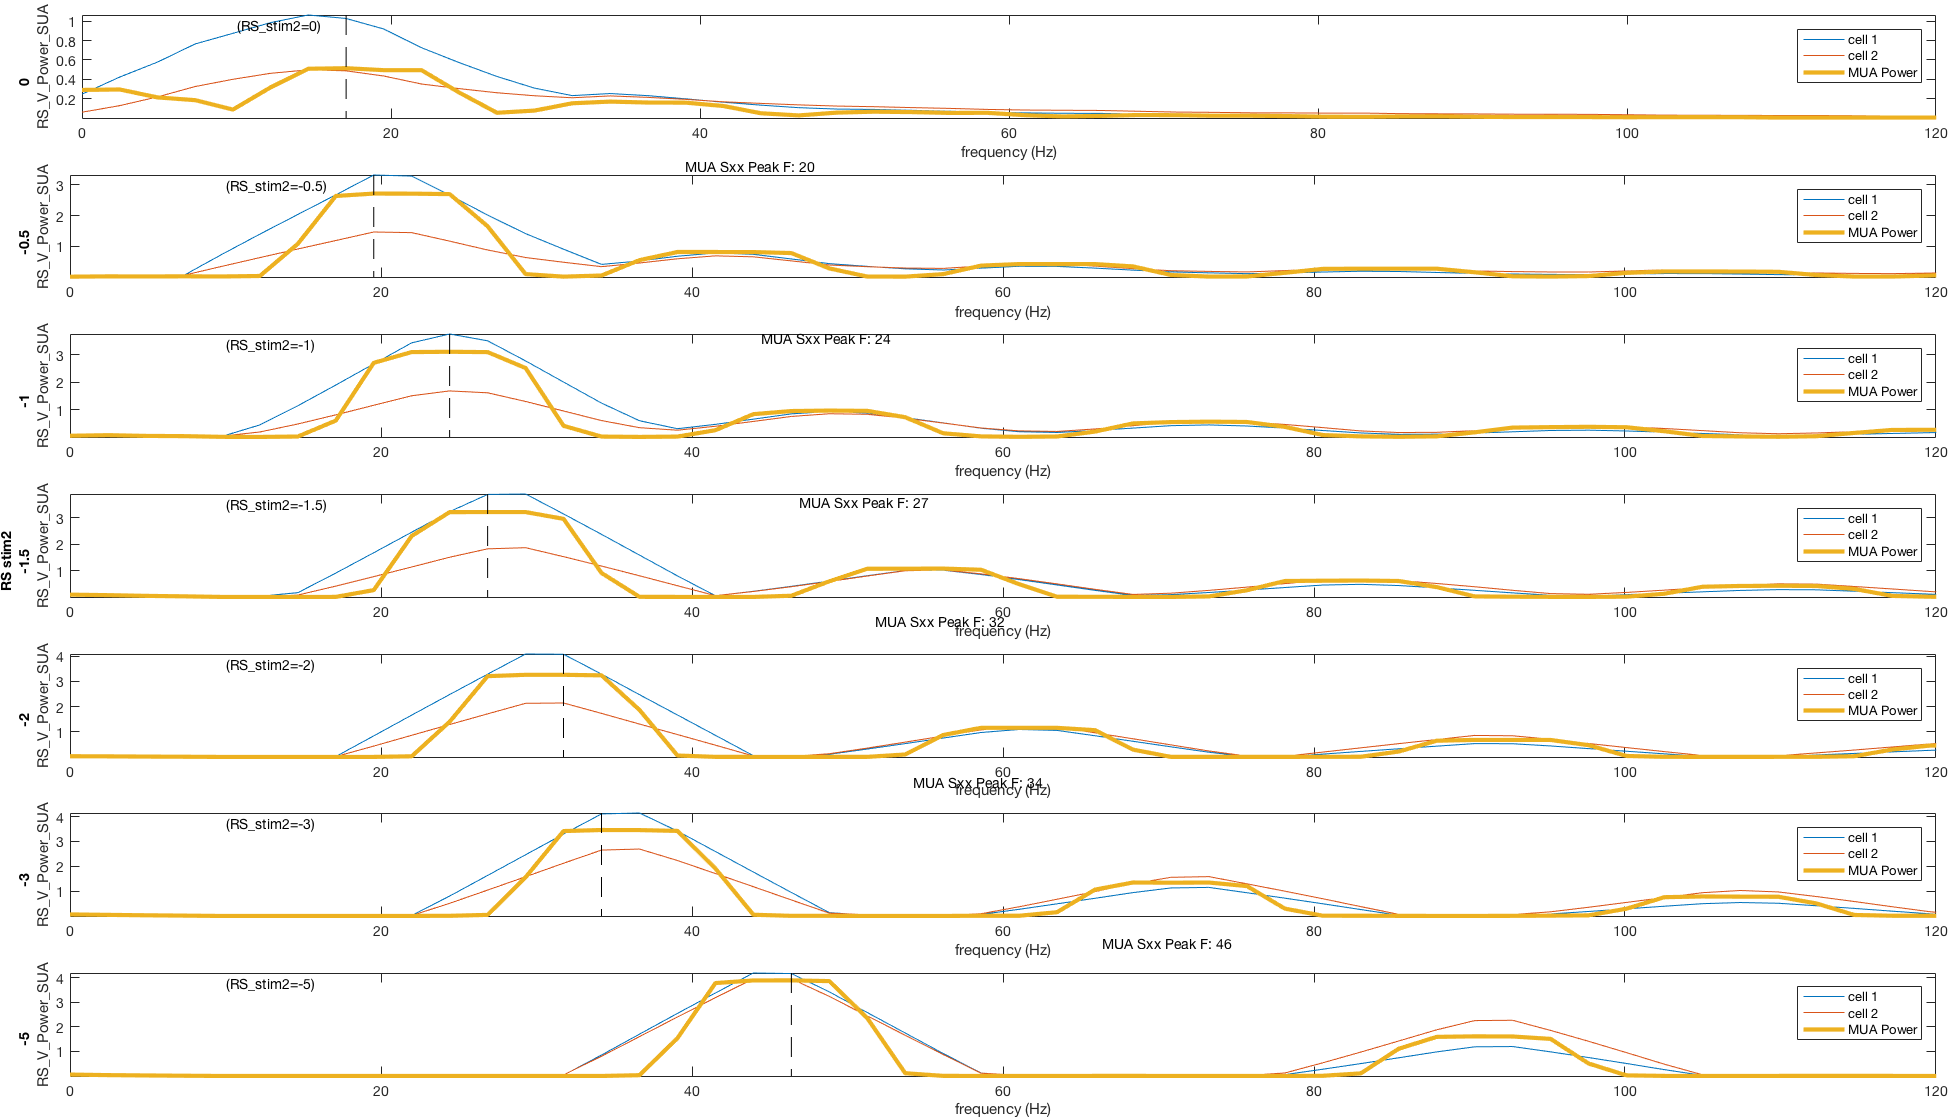 RS stim2
0
RS_V_Power_SUA
1
0.8
0.6
0.4
0.2
(RS_stim2=0)
cell 1
cell 2
MUA Power
0 20 40 60 80 100 120
frequency (Hz)
MUA Sxx Peak F: 20
-0.5
RS_V_Power_SUA
3
2
1
(RS_stim2=-0.5)
cell 1
cell 2
MUA Power
0 20 40 60 80 100 120
frequency (Hz)
MUA Sxx Peak F: 24
-1
RS_V_Power_SUA
3
2
1
(RS_stim2=-1)
cell 1
cell 2
MUA Power
0 20 40 60 80 100 120
frequency (Hz)
MUA Sxx Peak F: 27
-1.5
RS_V_Power_SUA
3
2
1
(RS_stim2=-1.5)
cell 1
cell 2
MUA Power
0 20 40 60 80 100 120
MUA Sxx Peak F: 32
frequency (Hz)
-2
RS_V_Power_SUA
4
3
2
1
(RS_stim2=-2)
cell 1
cell 2
MUA Power
0 20 40 60 80 100 120
MUA Sxx Peak F: 34
frequency (Hz)
-3
RS_V_Power_SUA
4
3
2
1
(RS_stim2=-3)
cell 1
cell 2
MUA Power
0 20 40 60 80 100 120
frequency (Hz)
MUA Sxx Peak F: 46
-5
RS_V_Power_SUA
4
3
2
1
(RS_stim2=-5)
cell 1
cell 2
MUA Power
0 20 40 60 80 100 120
frequency (Hz)